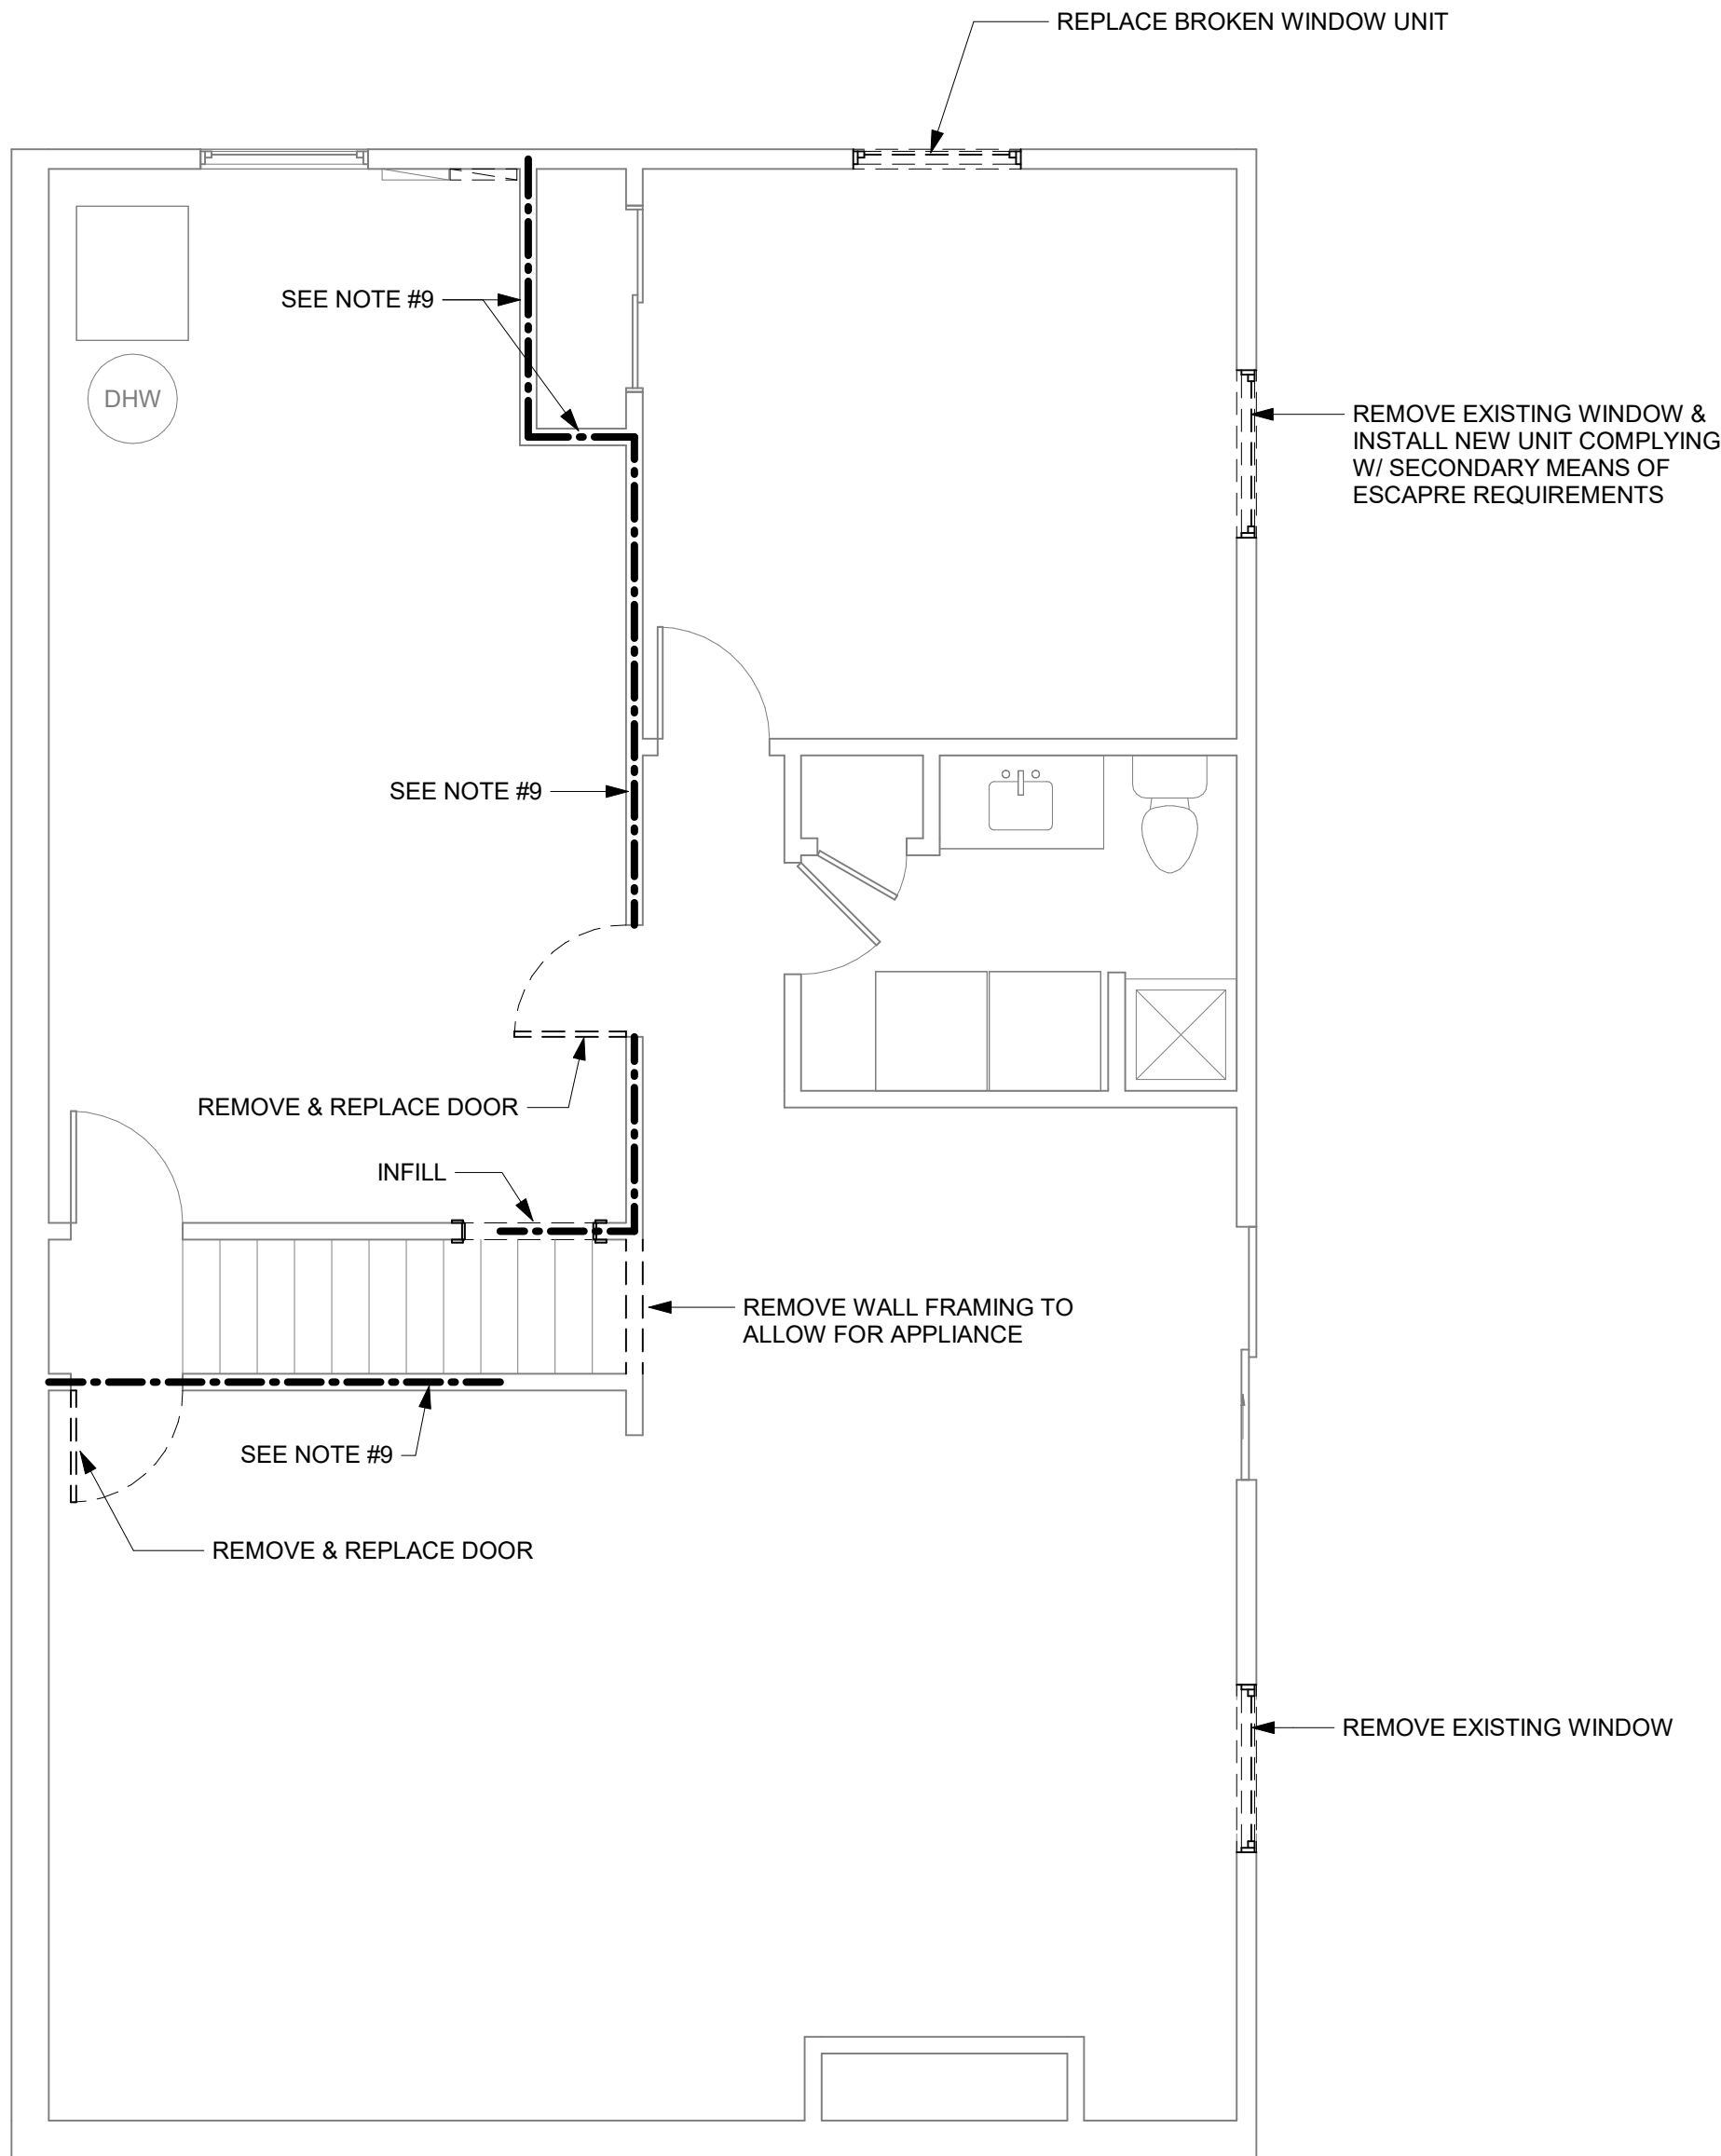 REPLACE BROKEN WINDOW UNIT
SEE NOTE #9
DHW
REMOVE EXISTING WINDOW &
INSTALL NEW UNIT COMPLYING
W/ SECONDARY MEANS OF
ESCAPRE REQUIREMENTS
SEE NOTE #9
REMOVE & REPLACE DOOR
INFILL
REMOVE WALL FRAMING TO
ALLOW FOR APPLIANCE
SEE NOTE #9
REMOVE & REPLACE DOOR
REMOVE EXISTING WINDOW